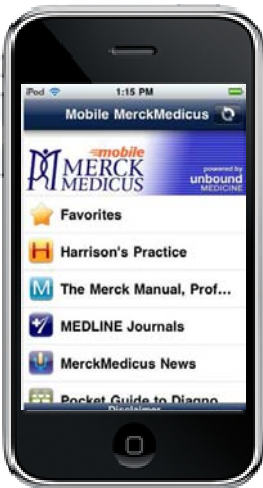 iPod 1:15 PM
Mobile MerckMedicus
mobile
MERCK
MEDICUS
powered by
unbound
MEDICINE
Favorites
H Harrison's Practice
M The Merck Manual, Prof...
MEDLINE Journals
MerckMedicus News
Pocket Guide to Diagno
Disclaimer